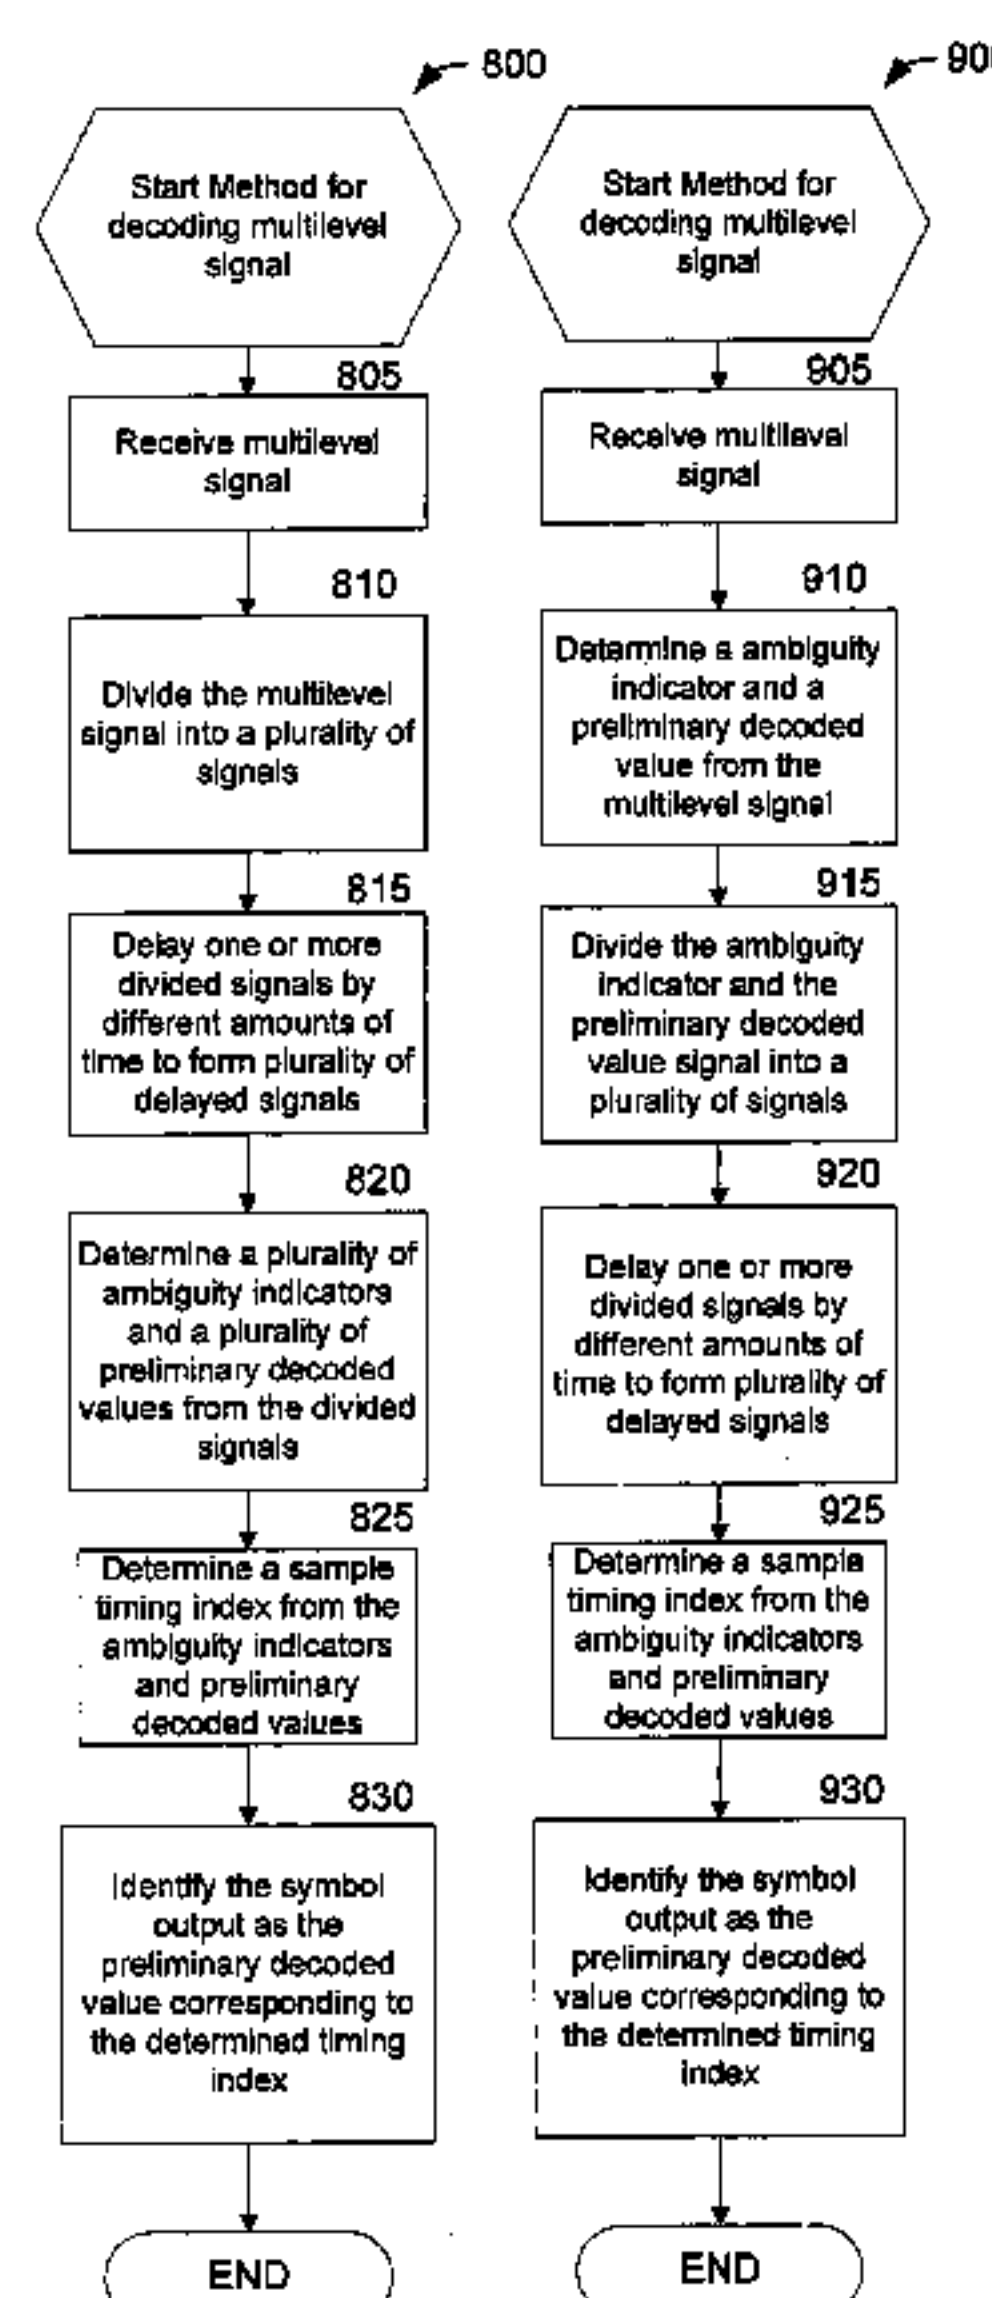 800
Start Method for
decoding multilevel
signal
805
Receive multilevel
signal
810
Divide the multilevel
signal into a plurality of
signals
815
Delay one or more
divided signals by
different amounts of
time to form plurality of
delayed signals
820
Determine a plurality of
ambiguity indicators
and a plurality of
preliminary decoded
values from the divided
signals
825
Determine a sample
timing index from the
ambiguity indicators
and preliminary
decoded values
830
Identify the symbol
output as the
preliminary decoded
value corresponding to
the determined timing
index
END
Start Method for
decoding multilevel
signal
905
Receive multilevel
signal
910
Determine a ambiguity
indicator and a
preliminary decoded
value from the
multilevel signal
915
Divide the ambiguity
indicator and the
preliminary decoded
value signal into a
plurality of signals
920
Delay one or more
divided signals by
different amounts of
time to form plurality of
delayed signals
925
Determine a sample
timing index from the
ambiguity indicators
and preliminary
decoded values
930
Identify the symbol
output as the
preliminary decoded
value corresponding to
the determined timing
index
END